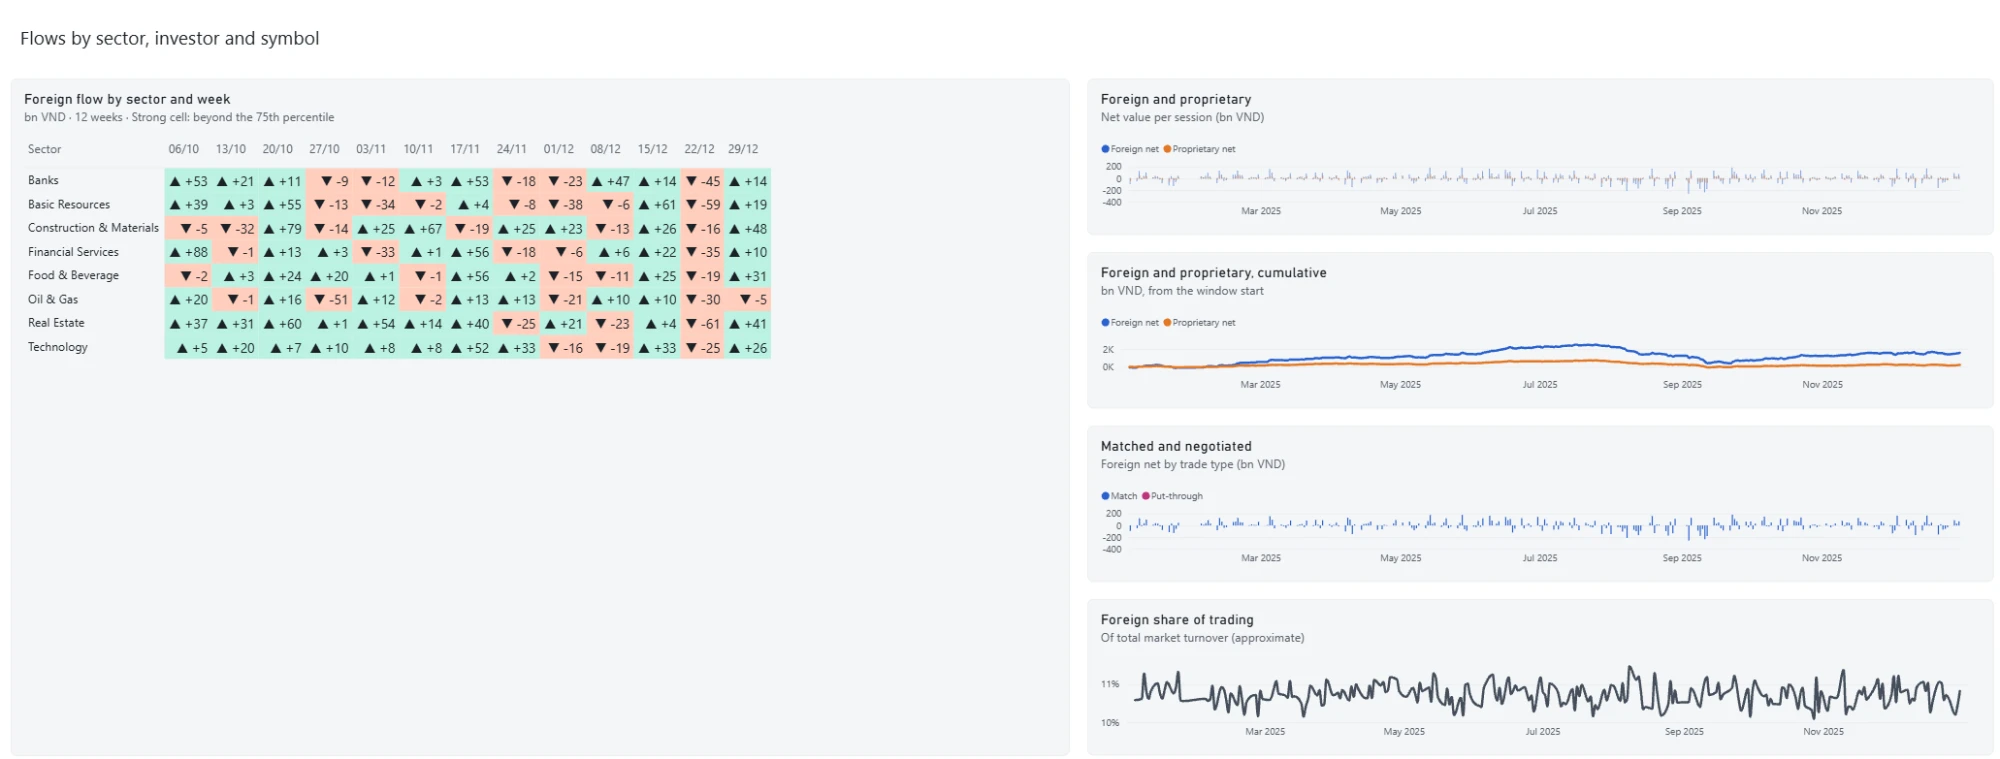 Flows by sector, investor and symbol
Foreign flow by sector and week
bn VND · 12 weeks · Strong cell: beyond the 75th percentile
Sector 06/10 13/10 20/10 27/10 03/11 10/11 17/11 24/11 01/12 08/12 15/12 22/12 29/12
Banks ▲ +53 ▲ +21 ▲ +11 ▼ -9 ▼ -12 ▲ +3 ▲ +53 ▼ -18 ▼ -23 ▲ +47 ▲ +14 ▼ -45 ▲ +14
Basic Resources ▲ +39 ▲ +3 ▲ +55 ▼ -13 ▼ -34 ▼ -2 ▲ +4 ▼ -8 ▼ -38 ▼ -6 ▲ +61 ▼ -59 ▲ +19
Construction & Materials ▼ -5 ▼ -32 ▲ +79 ▼ -14 ▲ +25 ▲ +67 ▼ -19 ▲ +25 ▲ +23 ▼ -13 ▲ +26 ▼ -16 ▲ +48
Financial Services ▲ +88 ▼ -1 ▲ +13 ▲ +3 ▼ -33 ▲ +1 ▲ +56 ▼ -18 ▼ -6 ▲ +6 ▲ +22 ▼ -35 ▲ +10
Food & Beverage ▼ -2 ▲ +3 ▲ +24 ▲ +20 ▲ +1 ▼ -1 ▲ +56 ▲ +2 ▼ -15 ▼ -11 ▲ +25 ▼ -19 ▲ +31
Oil & Gas ▲ +20 ▼ -1 ▲ +16 ▼ -51 ▲ +12 ▼ -2 ▲ +13 ▲ +13 ▼ -21 ▲ +10 ▲ +10 ▼ -30 ▼ -5
Real Estate ▲ +37 ▲ +31 ▲ +60 ▲ +1 ▲ +54 ▲ +14 ▲ +40 ▼ -25 ▲ +21 ▼ -23 ▲ +4 ▼ -61 ▲ +41
Technology ▲ +5 ▲ +20 ▲ +7 ▲ +10 ▲ +8 ▲ +8 ▲ +52 ▲ +33 ▼ -16 ▼ -19 ▲ +33 ▼ -25 ▲ +26
Foreign and proprietary
Net value per session (bn VND)
Foreign net Proprietary net
200
0
-200
-400
Mar 2025 May 2025 Jul 2025 Sep 2025 Nov 2025
Foreign and proprietary, cumulative
bn VND, from the window start
Foreign net Proprietary net
2K
0K
Mar 2025 May 2025 Jul 2025 Sep 2025 Nov 2025
Matched and negotiated
Foreign net by trade type (bn VND)
Match Put-through
200
0
-200
-400
Mar 2025 May 2025 Jul 2025 Sep 2025 Nov 2025
Foreign share of trading
Of total market turnover (approximate)
11%
10%
Mar 2025 May 2025 Jul 2025 Sep 2025 Nov 2025